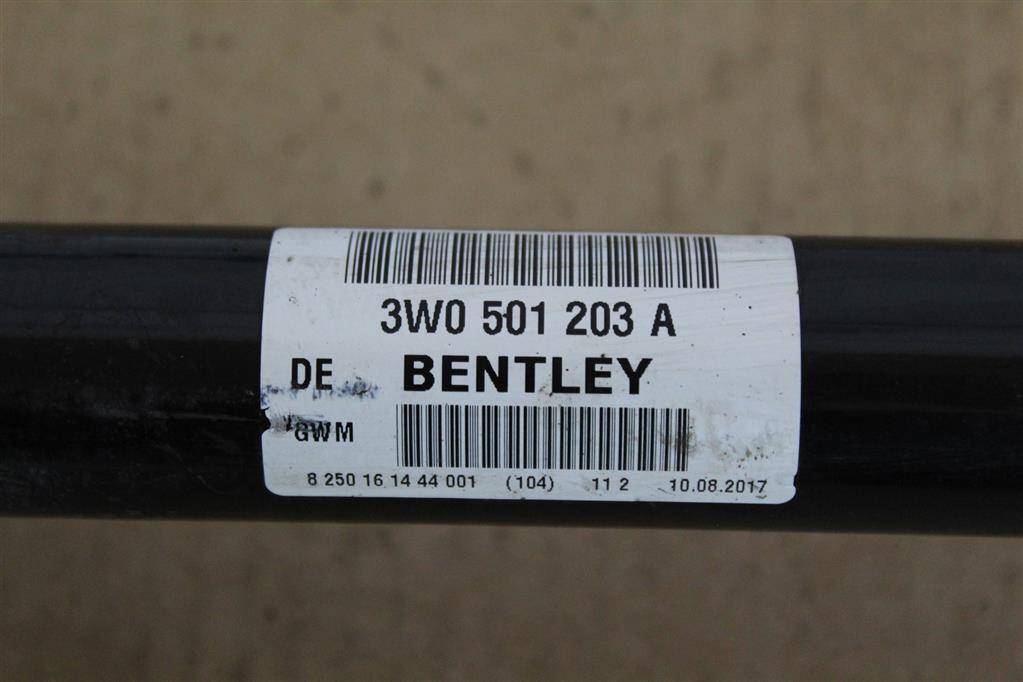 3W0 501 203 A
DE BENTLEY
GWM
8 250 16 14 44 001 (104) 11 2 10.08.2017